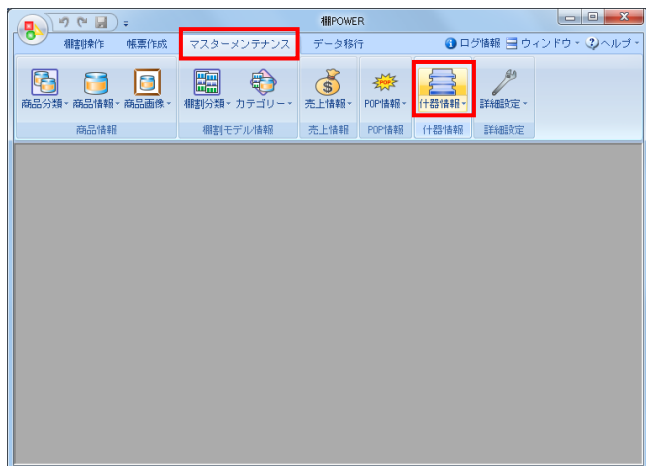 棚POWER
棚割操作 帳票作成 マスターメンテナンス データ移行 ログ情報 ウィンドウ ヘルプ
商品分類 商品情報 商品画像 棚割分類 カテゴリー 売上情報 POP情報 什器情報 詳細設定
商品情報 棚割モデル情報 売上情報 POP情報 什器情報 詳細設定